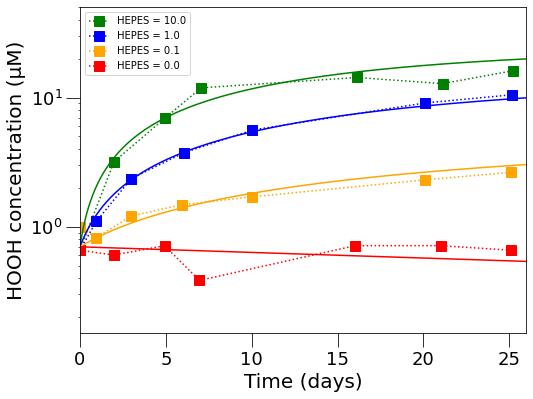 HEPES = 10.0
HEPES = 1.0
HEPES = 0.1
HEPES = 0.0
HOOH concentration (μM)
10¹
10⁰
0 5 10 15 20 25
Time (days)